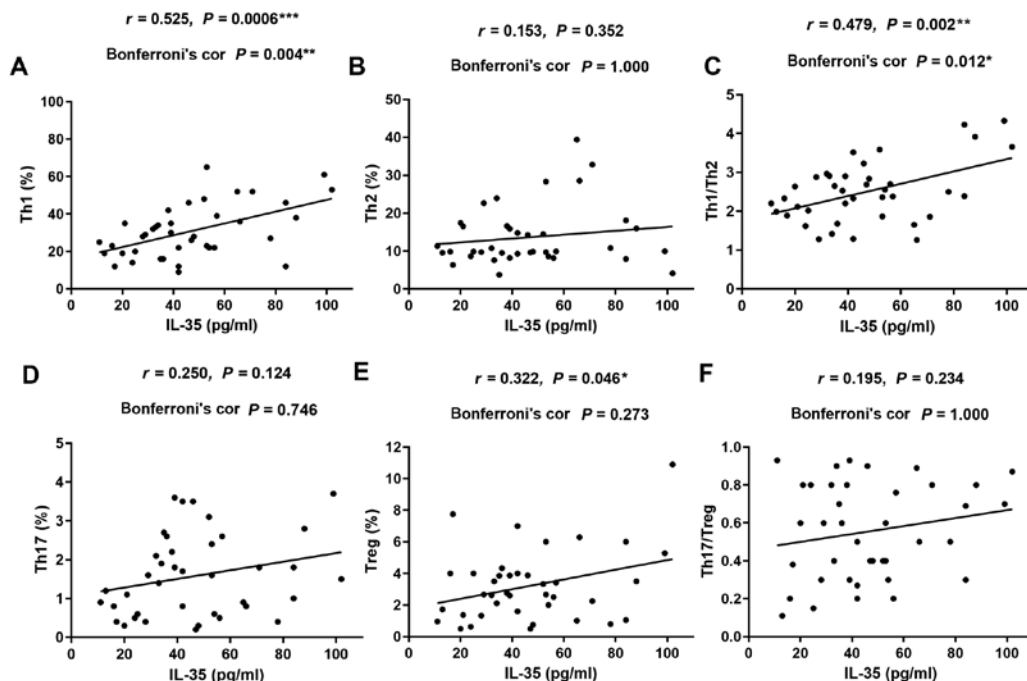 r = 0.525, P = 0.0006***
Bonferroni's cor P = 0.004**
A
100
80
60
40
20
0
Th1 (%)
0 20 40 60 80 100
IL-35 (pg/ml)
r = 0.153, P = 0.352
Bonferroni's cor P = 1.000
B
50
40
30
20
10
0
Th2 (%)
0 20 40 60 80 100
IL-35 (pg/ml)
r = 0.479, P = 0.002**
Bonferroni's cor P = 0.012*
C
5
4
3
2
1
0
Th1/Th2
0 20 40 60 80 100
IL-35 (pg/ml)
D
r = 0.250, P = 0.124
Bonferroni's cor P = 0.746
5
4
3
2
1
0
Th17 (%)
0 20 40 60 80 100
IL-35 (pg/ml)
E
r = 0.322, P = 0.046*
Bonferroni's cor P = 0.273
12
10
8
6
4
2
0
Treg (%)
0 20 40 60 80 100
IL-35 (pg/ml)
F
r = 0.195, P = 0.234
Bonferroni's cor P = 1.000
1.0
0.8
0.6
0.4
0.2
0.0
Th17/Treg
0 20 40 60 80 100
IL-35 (pg/ml)